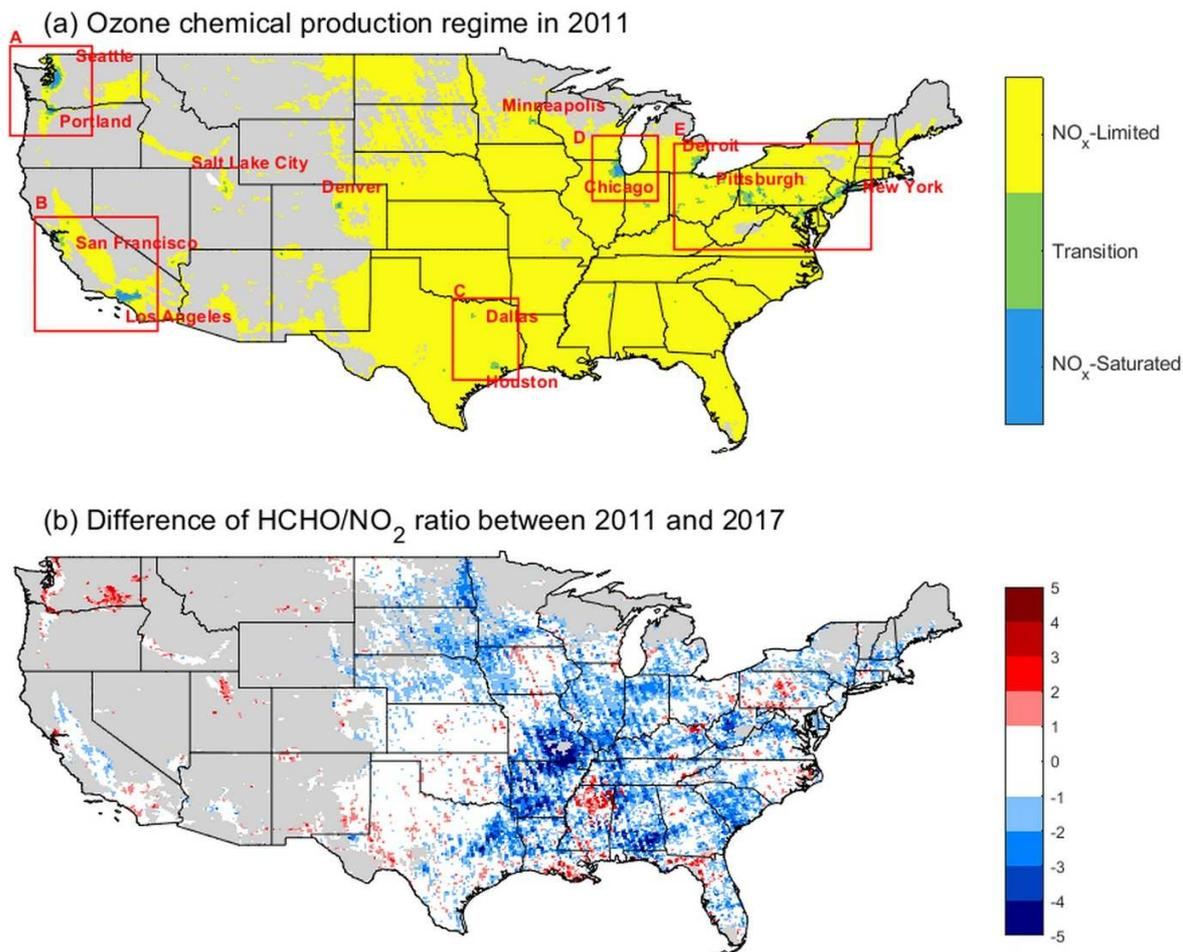 (a) Ozone chemical production regime in 2011
A
Seattle
Portland
Minneapolis
D
E
Detroit
Salt Lake City
Denver
Chicago
Pittsburgh
New York
B
San Francisco
Los Angeles
C
Dallas
Houston
NOx-Limited
Transition
NOx-Saturated
(b) Difference of HCHO/NO2 ratio between 2011 and 2017
5
4
3
2
1
0
-1
-2
-3
-4
-5